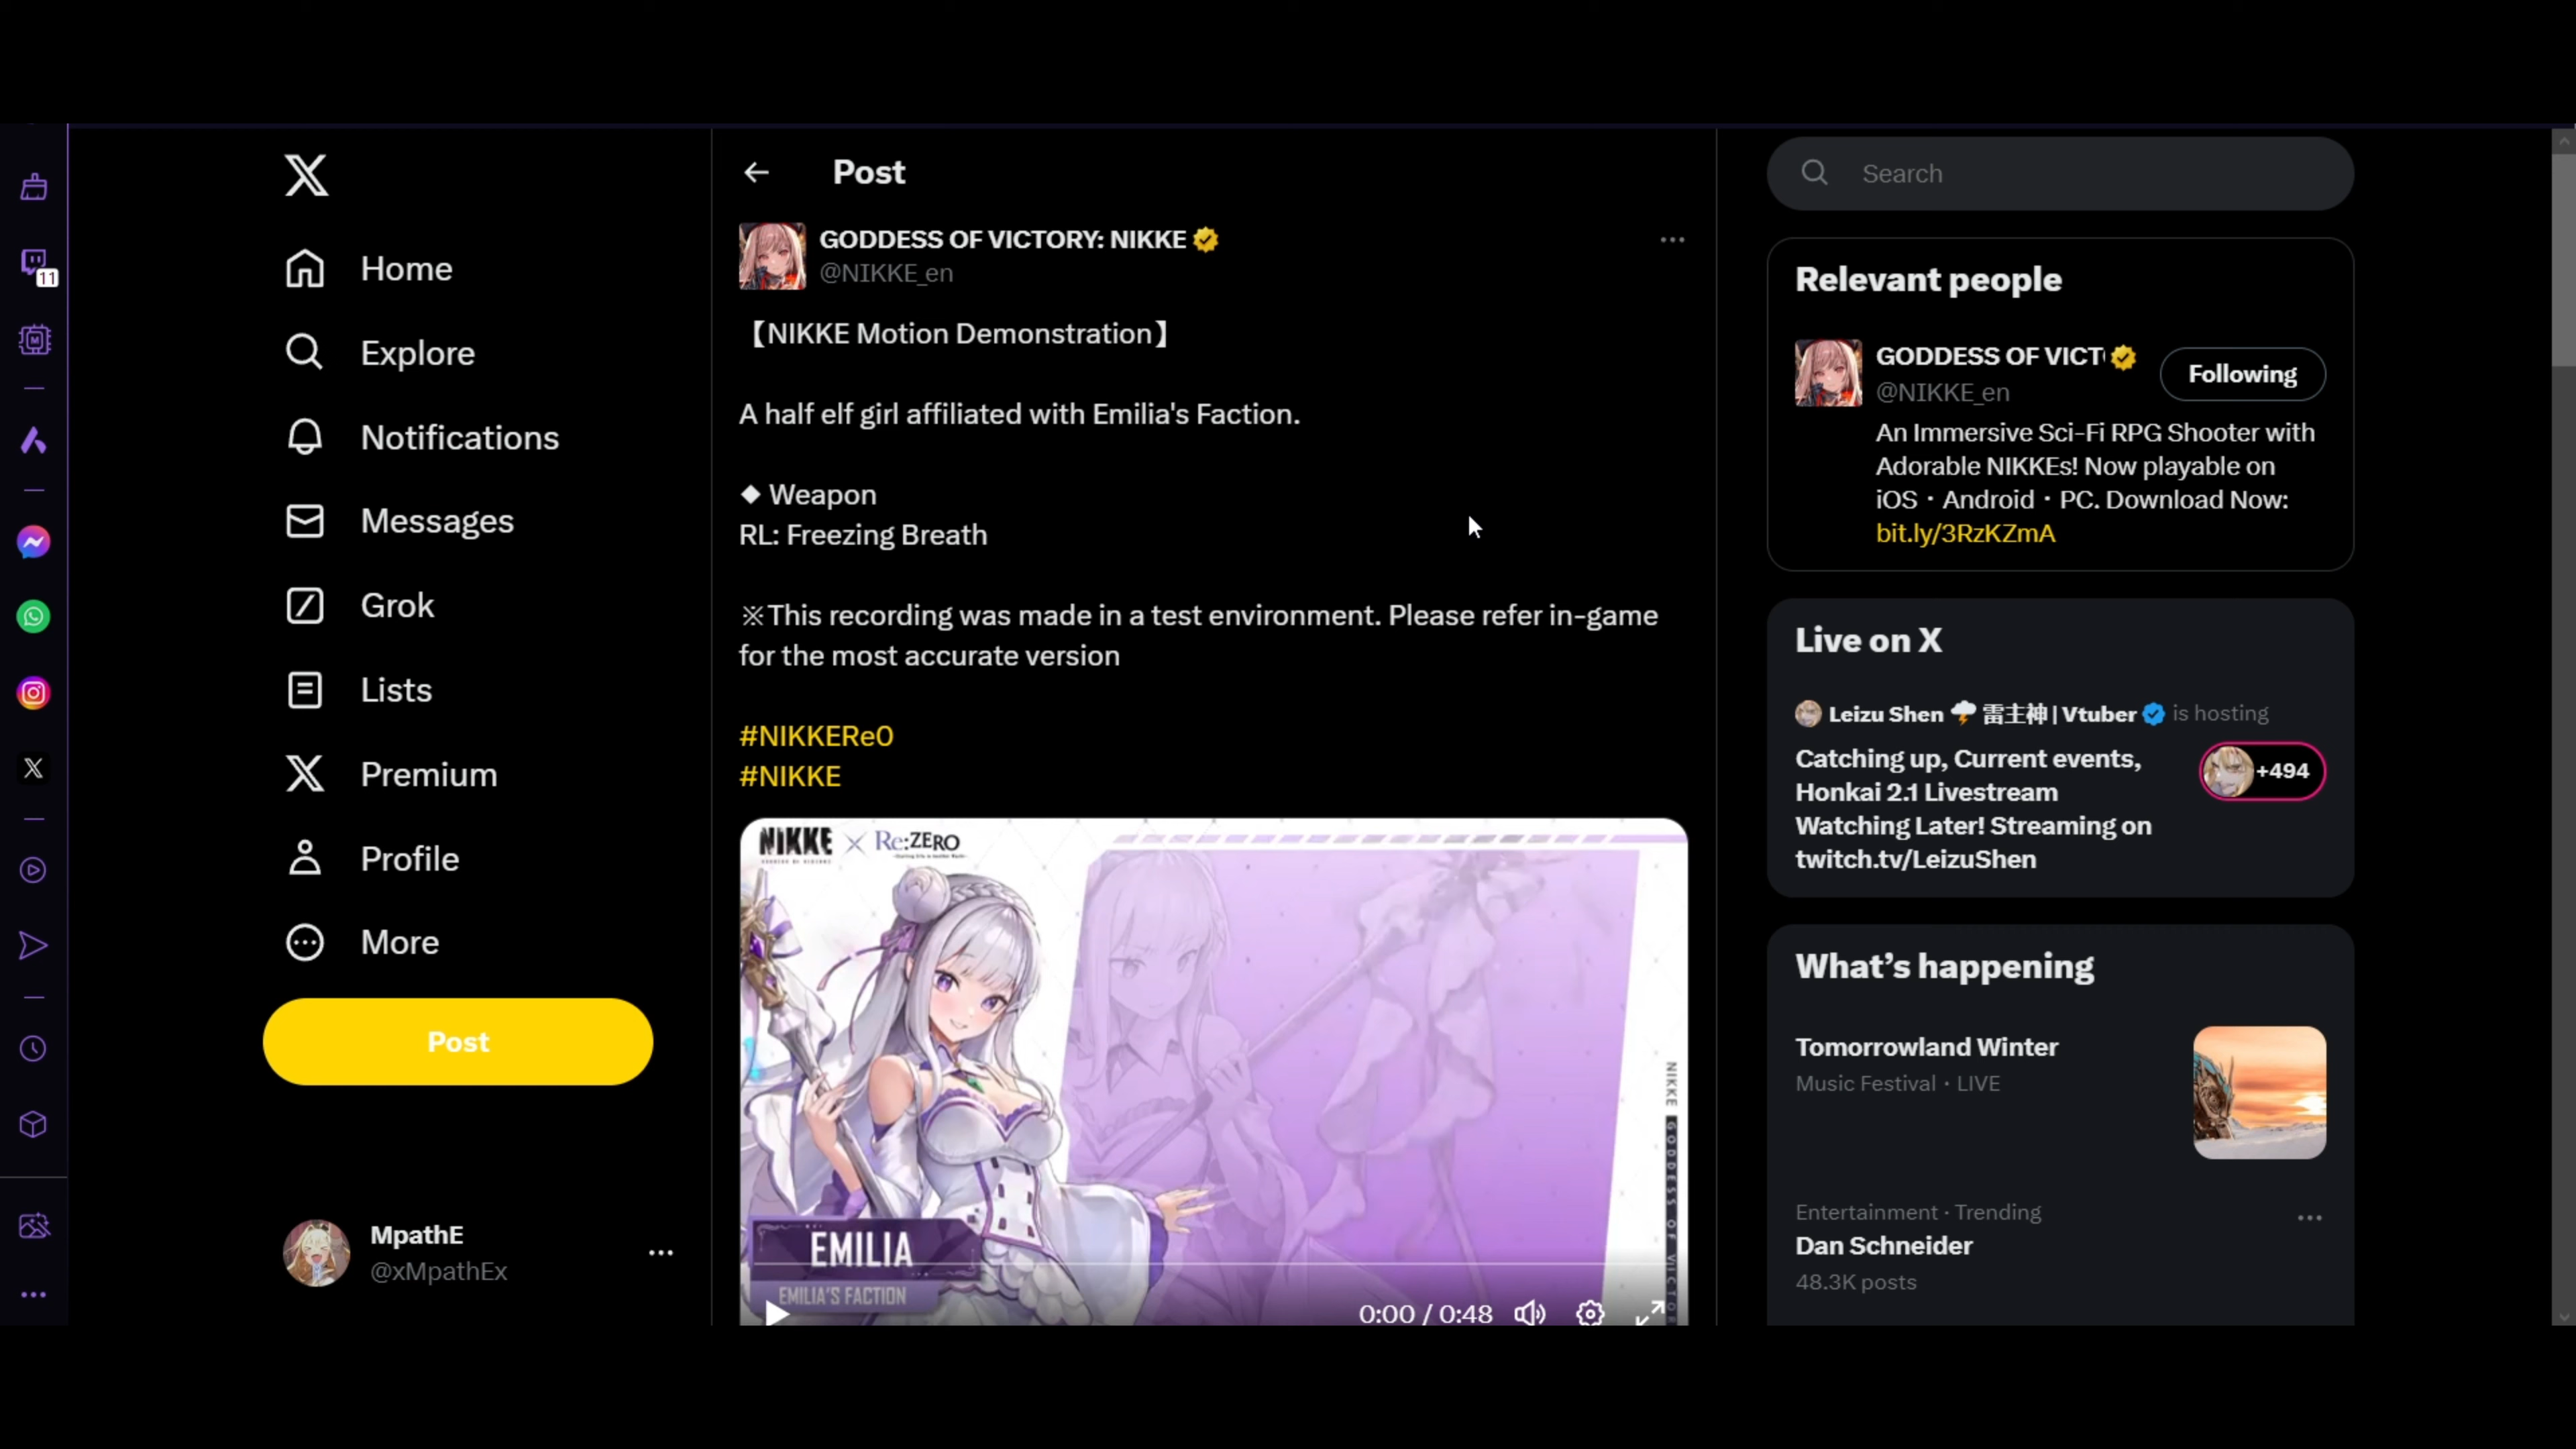 11
Home
Explore
Notifications
Messages
Grok
Lists
Premium
Profile
More
Post
MpathE
@xMpathEx
Post
GODDESS OF VICTORY: NIKKE
@NIKKE_en
【NIKKE Motion Demonstration】
A half elf girl affiliated with Emilia's Faction.
◆ Weapon
RL: Freezing Breath
※This recording was made in a test environment. Please refer in-game
for the most accurate version
#NIKKERe0
#NIKKE
NIKKE × Re:ZERO
NIKKE GODDESS OF VICTOR
EMILIA
EMILIA'S FACTION
0:00 / 0:48
Search
Relevant people
GODDESS OF VICT
@NIKKE_en
Following
An Immersive Sci-Fi RPG Shooter with
Adorable NIKKEs! Now playable on
iOS・Android・PC. Download Now:
bit.ly/3RzKZmA
Live on X
Leizu Shen 🌩 雷主神 | Vtuber is hosting
Catching up, Current events,
Honkai 2.1 Livestream
Watching Later! Streaming on
twitch.tv/LeizuShen
+494
What's happening
Tomorrowland Winter
Music Festival · LIVE
Entertainment · Trending
Dan Schneider
48.3K posts